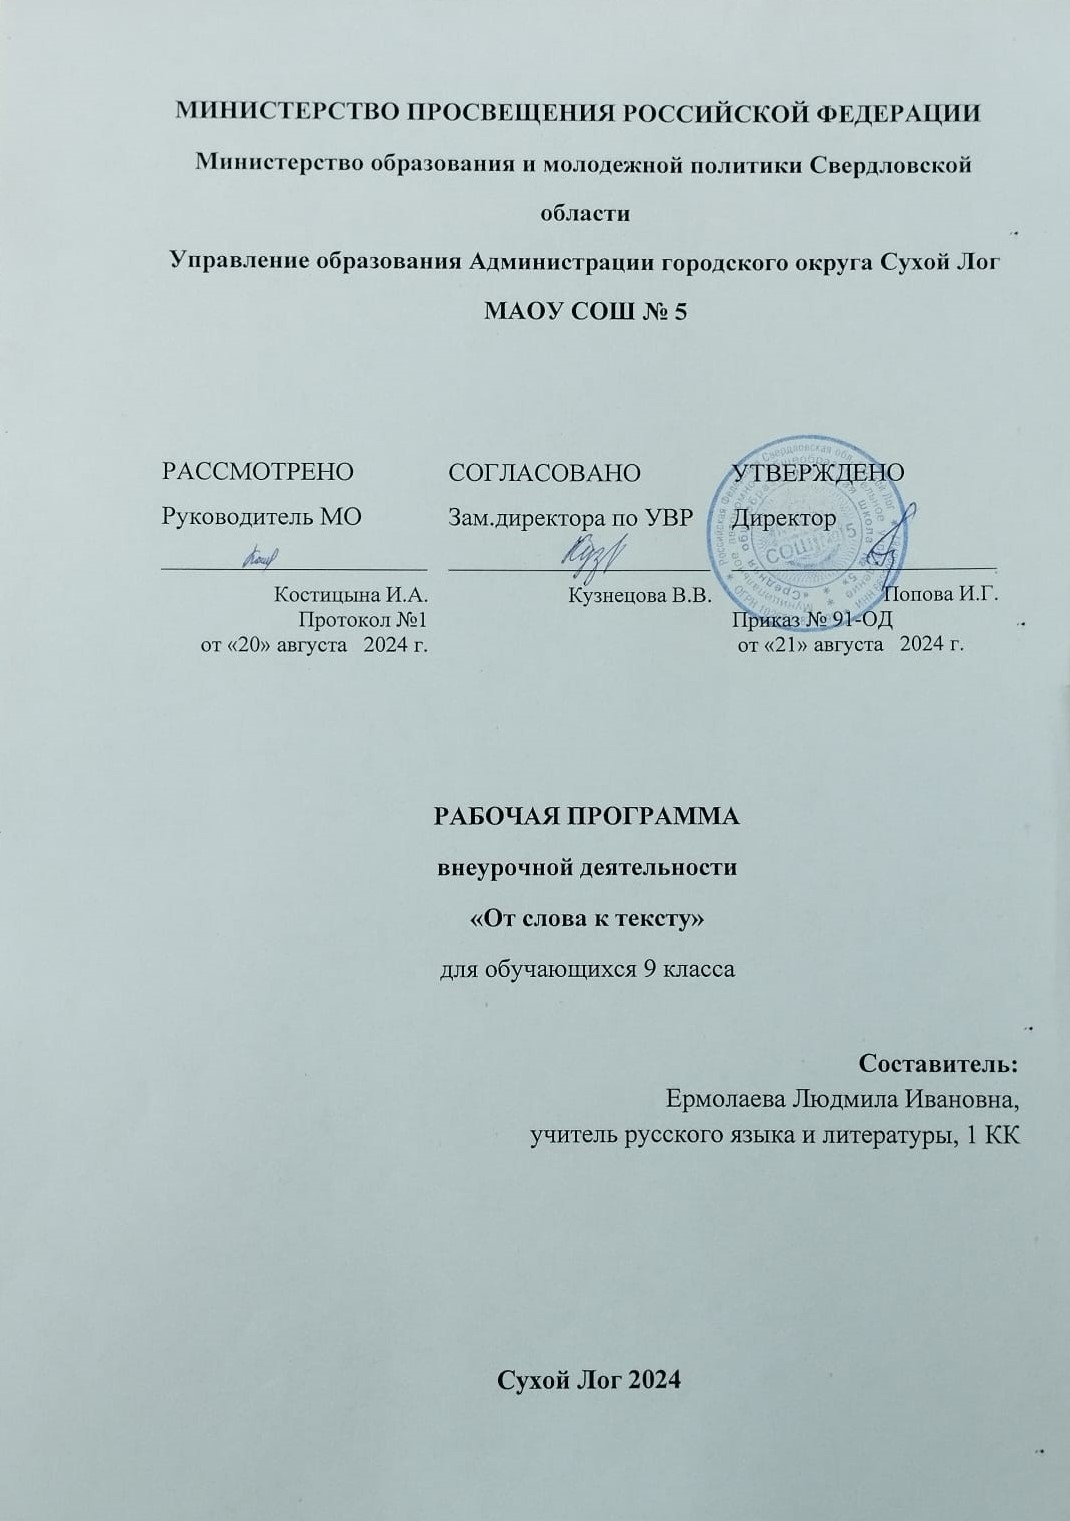 МИНИСТЕРСТВО ПРОСВЕЩЕНИЯ РОССИЙСКОЙ ФЕДЕРАЦИИ
Министерство образования и молодежной политики Свердловской
области
Управление образования Администрации городского округа Сухой Лог
МАОУ СОШ № 5
РАССМОТРЕНО
Руководитель МО
Костицына И.А.
Протокол №1
от «20» августа 2024 г.
СОГЛАСОВАНО
Зам.директора по УВР
Кузнецова В.В.
УТВЕРЖДЕНО
Директор
Попова И.Г.
Приказ № 91-ОД
от «21» августа 2024 г.
РАБОЧАЯ ПРОГРАММА
внеурочной деятельности
«От слова к тексту»
для обучающихся 9 класса
Составитель:
Ермолаева Людмила Ивановна,
учитель русского языка и литературы, 1 КК
Сухой Лог 2024